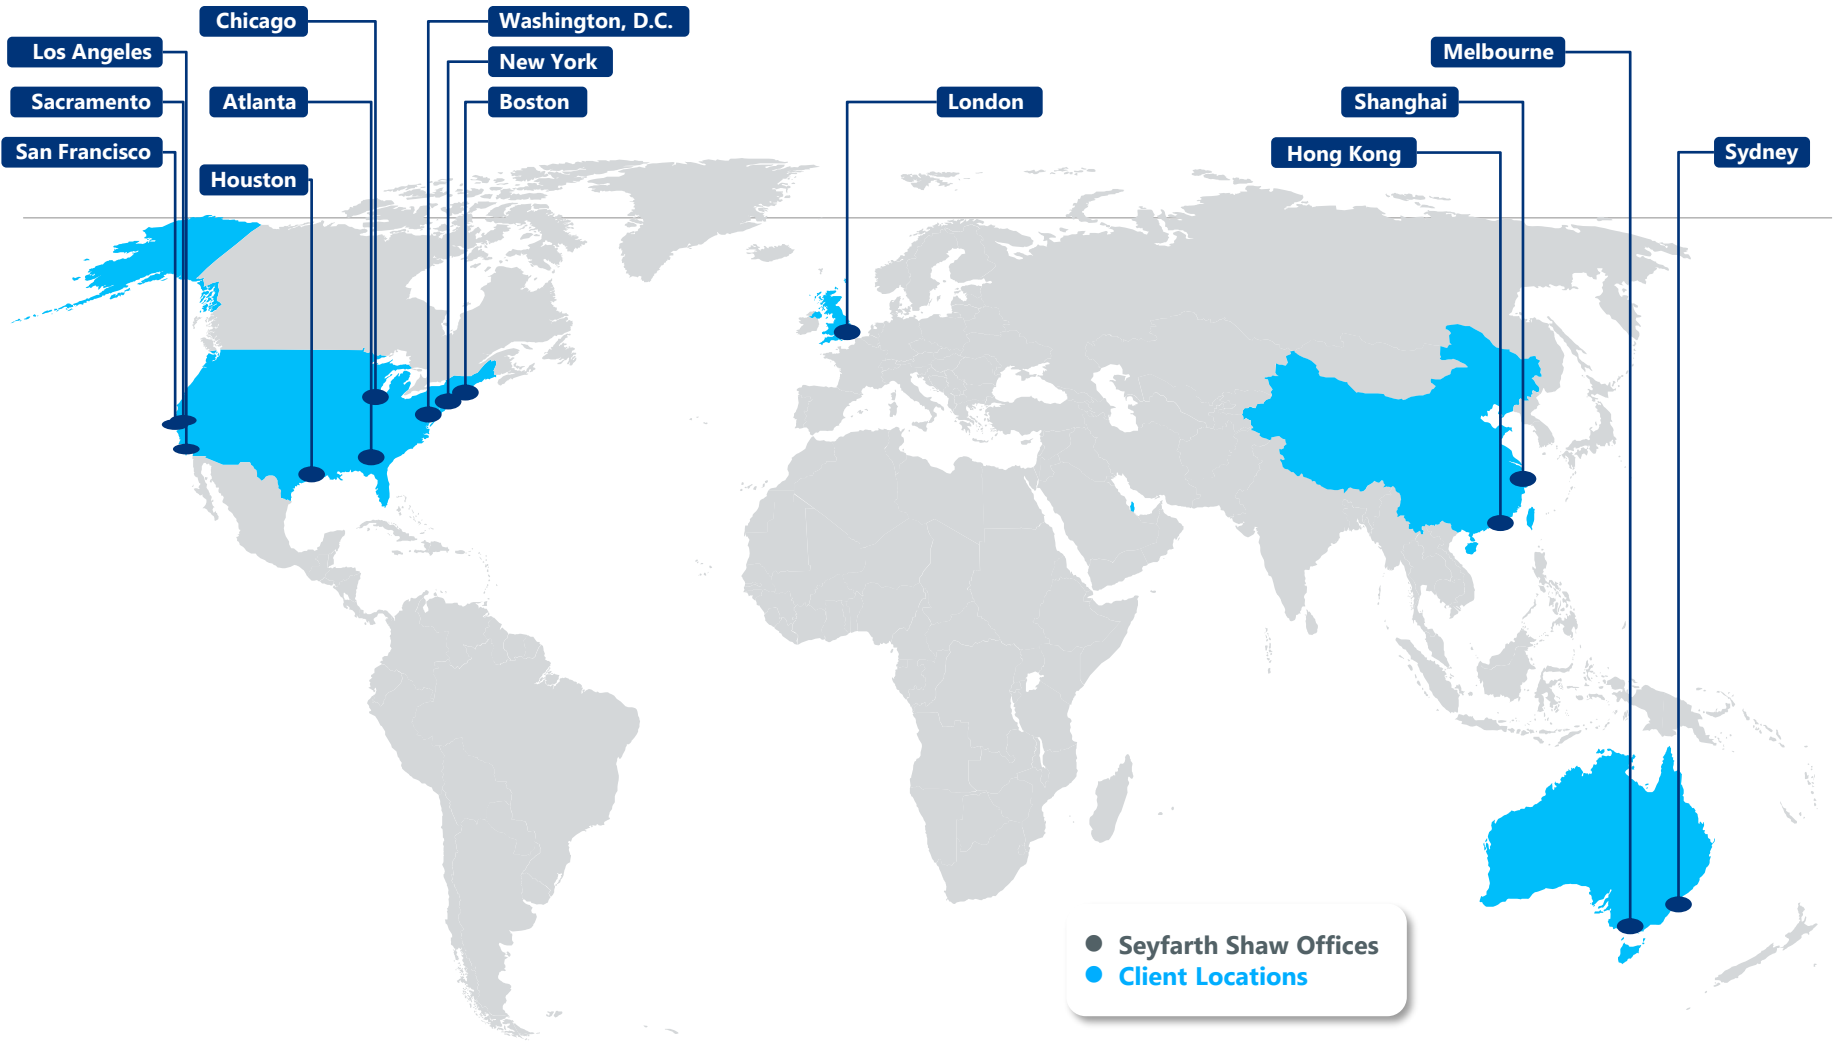 Chicago
Washington, D.C.
Los Angeles
New York
Melbourne
Sacramento
Atlanta
Boston
London
Shanghai
San Francisco
Hong Kong
Sydney
Houston
Seyfarth Shaw Offices
Client Locations